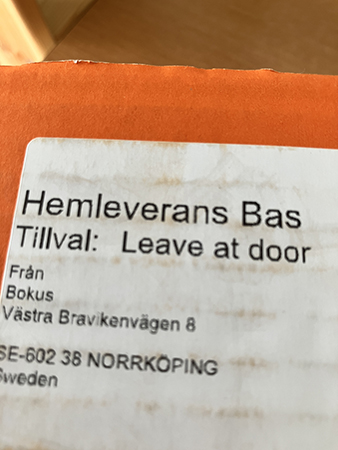 Hemleverans Bas
Tillval: Leave at door
Från
Bokus
Västra Bravikenvägen 8
SE-602 38 NORRKÖPING
Sweden